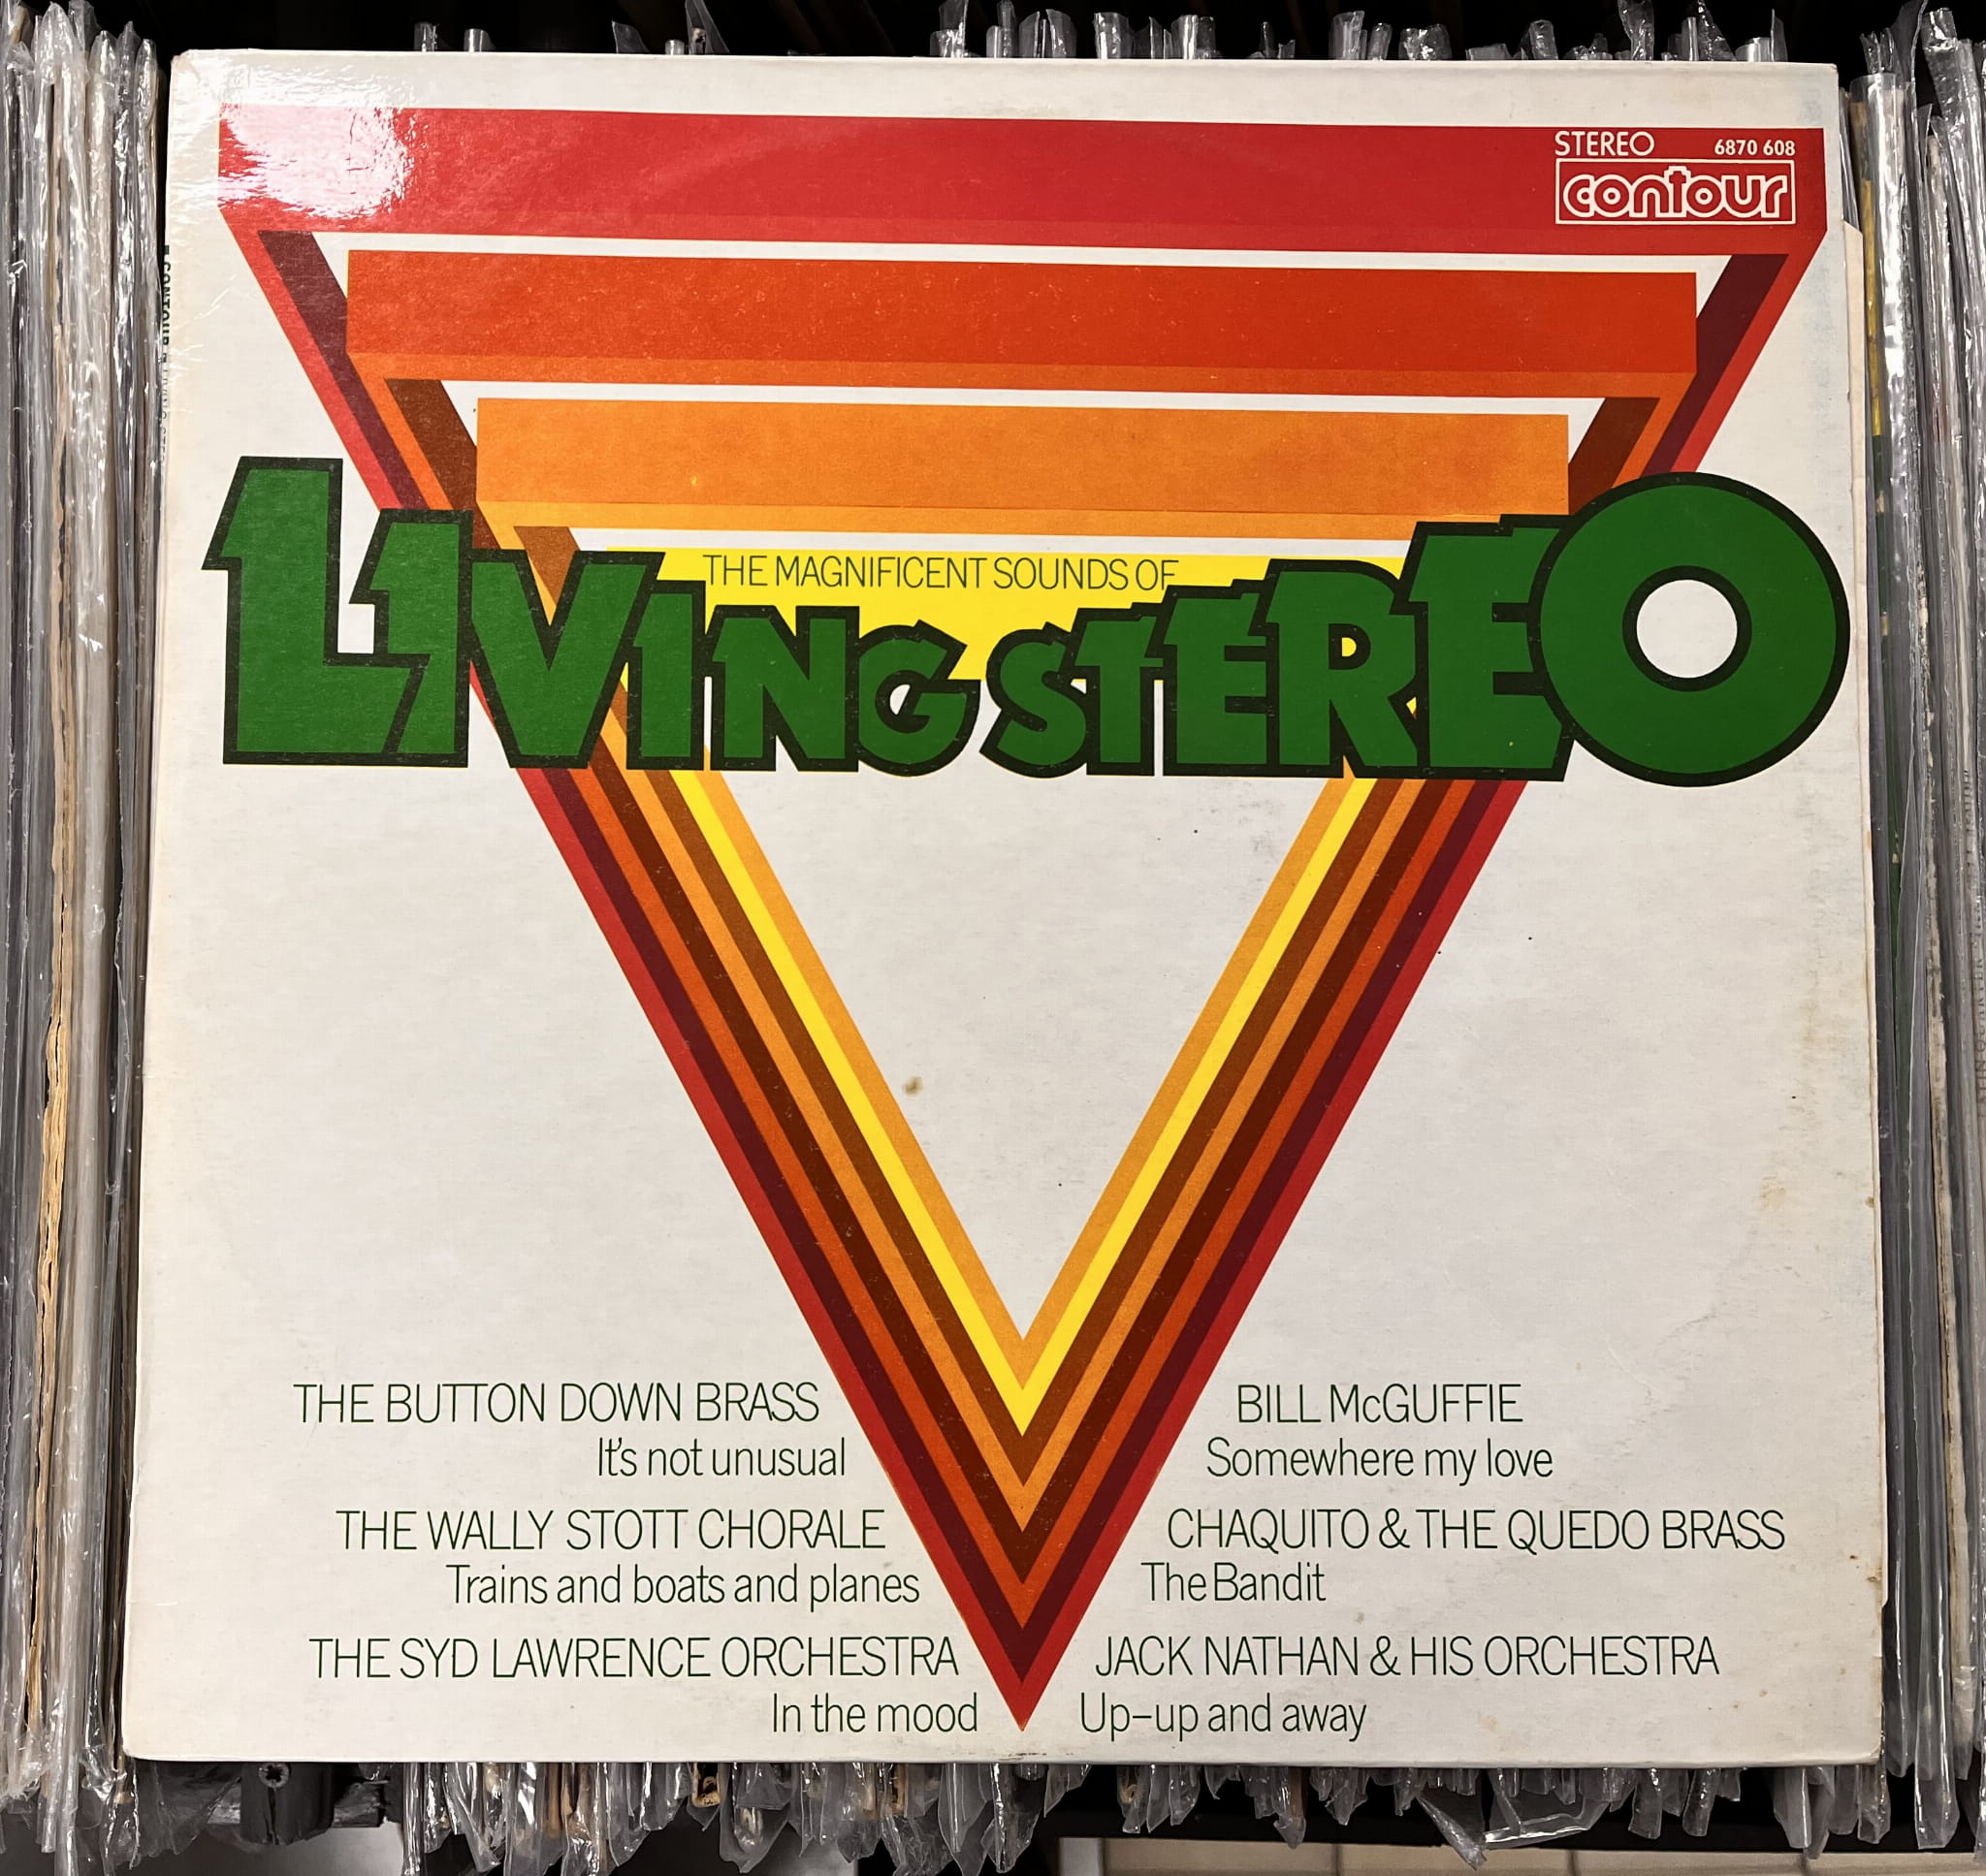 STEREO 6870 608
contour
THE MAGNIFICENT SOUNDS OF
LIVING STEREO
THE BUTTON DOWN BRASS
It's not unusual
THE WALLY STOTT CHORALE
Trains and boats and planes
THE SYD LAWRENCE ORCHESTRA
In the mood
BILL McGUFFIE
Somewhere my love
CHAQUITO & THE QUEDO BRASS
The Bandit
JACK NATHAN & HIS ORCHESTRA
Up-up and away